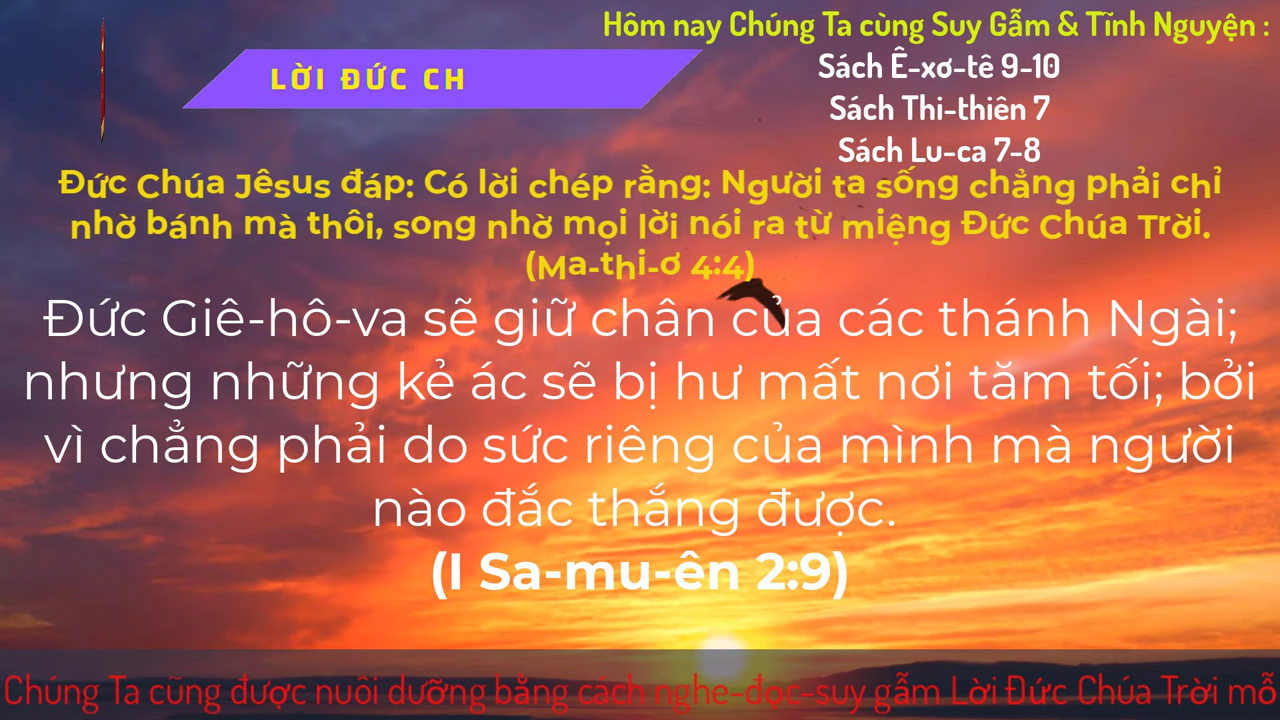 Hôm nay Chúng Ta cùng Suy Gẫm & Tĩnh Nguyện :
Sách Ê-xơ-tê 9-10
Sách Thi-thiên 7
Sách Lu-ca 7-8
LỜI ĐỨC CH
Đức Chúa Jêsus đáp: Có lời chép rằng: Người ta sống chẳng phải chỉ
nhờ bánh mà thôi, song nhờ mọi lời nói ra từ miệng Đức Chúa Trời.
(Ma-thi-ơ 4:4)
Đức Giê-hô-va sẽ giữ chân của các thánh Ngài;
nhưng những kẻ ác sẽ bị hư mất nơi tăm tối; bởi
vì chẳng phải do sức riêng của mình mà người
nào đắc thắng được.
(I Sa-mu-ên 2:9)
Chúng Ta cũng được nuôi dưỡng bằng cách nghe-đọc-suy gẫm Lời Đức Chúa Trời mỗ